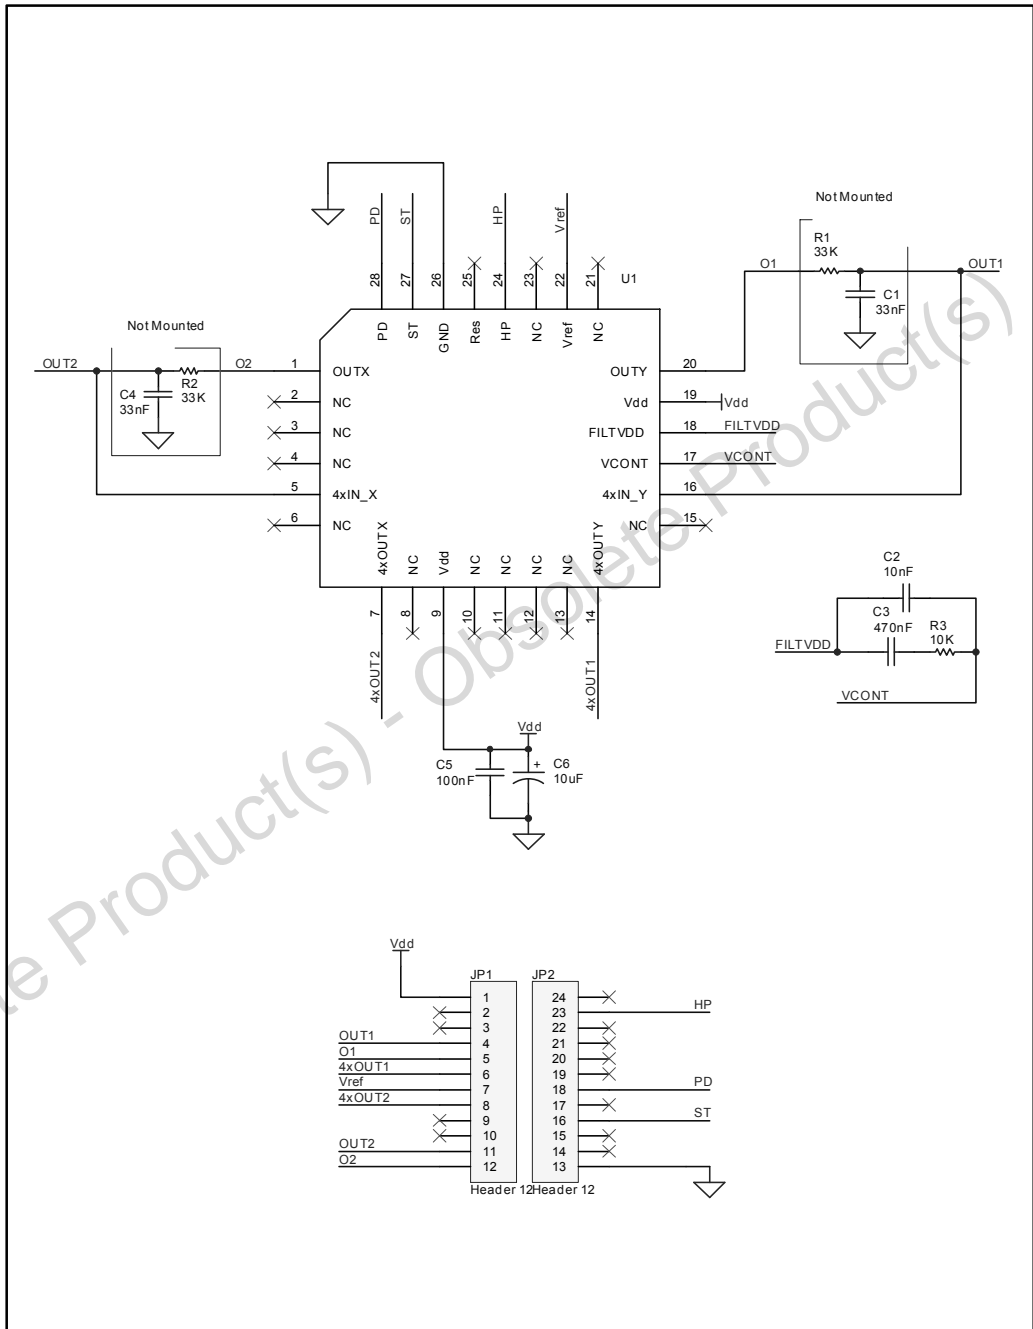 Not Mounted
R1
33K
O1
OUT1
C1
33nF
PD
ST
HP
Vref
28
27
26
25
24
23
22
21
U1
PD
ST
GND
Res
HP
NC
Vref
NC
Not Mounted
OUT2
O2
R2
33K
C4
33nF
1
OUTX
2
NC
3
NC
4
NC
5
4xIN_X
6
NC
OUTY
20
Vdd
19
Vdd
FILTVDD
18
FILTVDD
VCONT
17
VCONT
4xIN_Y
16
NC
15
4xOUTX
NC
Vdd
NC
NC
NC
NC
4xOUTY
7
8
9
10
11
12
13
14
4xOUT2
4xOUT1
C2
10nF
C3
470nF
R3
10K
FILTVDD
VCONT
Vdd
C5
100nF
+
C6
10uF
Vdd
JP1
JP2
1
24
2
23
HP
3
22
OUT1
4
21
O1
5
20
4xOUT1
6
19
Vref
7
18
PD
4xOUT2
8
17
9
16
ST
10
15
OUT2
11
14
O2
12
13
Header 12
Header 12
te Product(s) - Obsolete Product(s)